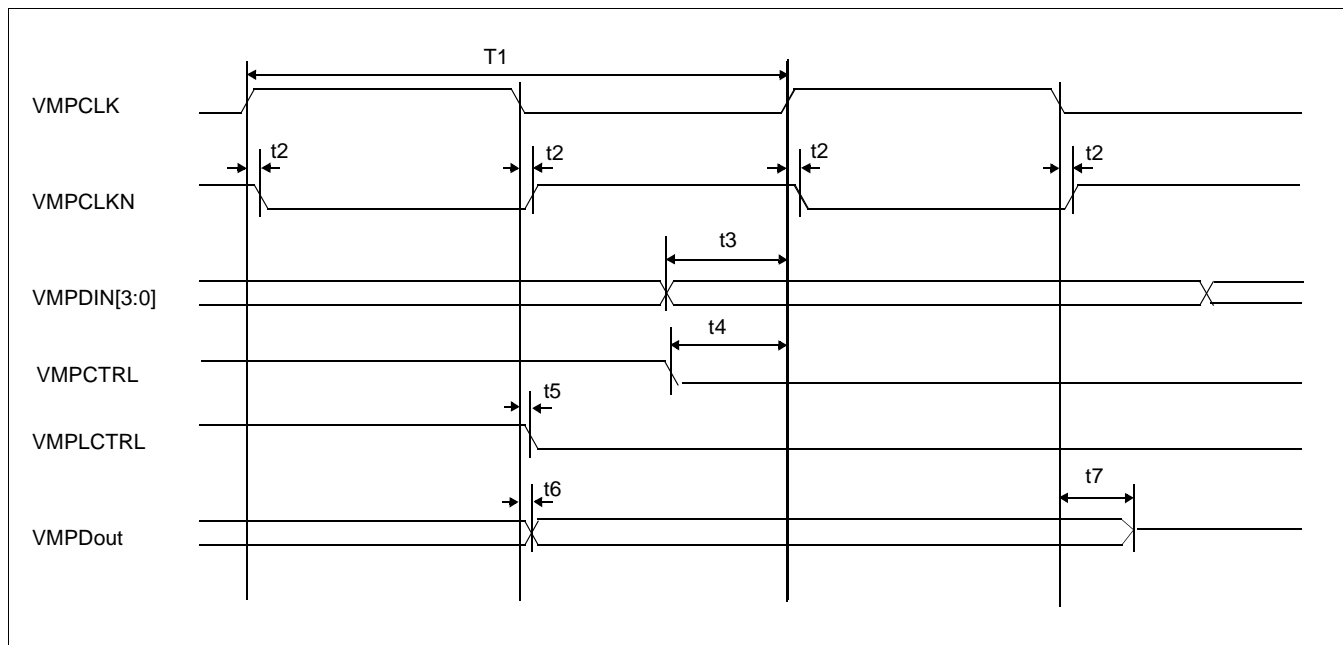 T1
VMPCLK
t2 t2 t2 t2
VMPCLKN
t3
VMPDIN[3:0]
t4
VMPCTRL
t5
VMPLCTRL
t7
t6
VMPDout